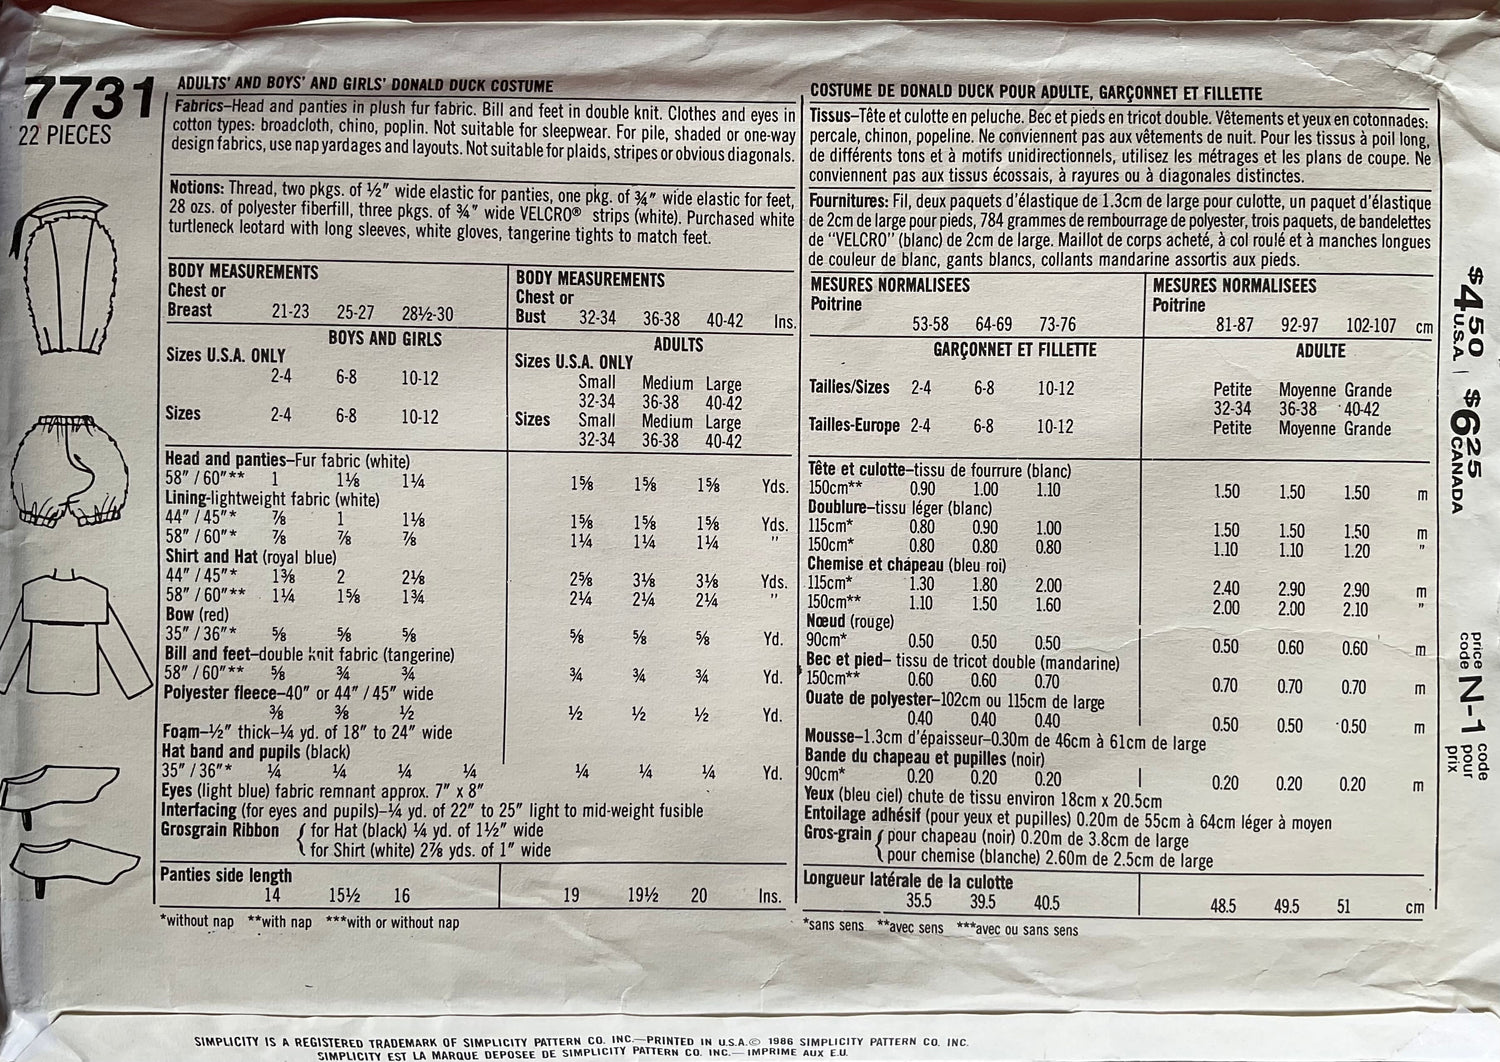 7731
22 PIECES
ADULTS' AND BOYS' AND GIRLS' DONALD DUCK COSTUME
Fabrics–Head and panties in plush fur fabric. Bill and feet in double knit. Clothes and eyes in
cotton types: broadcloth, chino, poplin. Not suitable for sleepwear. For pile, shaded or one-way
design fabrics, use nap yardages and layouts. Not suitable for plaids, stripes or obvious diagonals.
Notions: Thread, two pkgs. of ½" wide elastic for panties, one pkg. of ¾" wide elastic for feet,
28 ozs. of polyester fiberfill, three pkgs. of ¾" wide VELCRO® strips (white). Purchased white
turtleneck leotard with long sleeves, white gloves, tangerine tights to match feet.
BODY MEASUREMENTS
Chest or
Breast 21-23 25-27 28½-30
BOYS AND GIRLS
Sizes U.S.A. ONLY
2-4 6-8 10-12
Sizes 2-4 6-8 10-12
BODY MEASUREMENTS
Chest or
Bust 32-34 36-38 40-42 Ins.
ADULTS
Sizes U.S.A. ONLY
Small Medium Large
32-34 36-38 40-42
Sizes Small Medium Large
32-34 36-38 40-42
Head and panties–Fur fabric (white)
58" / 60"** 1 1⅛ 1¼ 1⅝ 1⅝ 1⅝ Yds.
Lining-lightweight fabric (white)
44" / 45"* ⅞ 1 1⅛ 1⅝ 1⅝ 1⅝ Yds.
58" / 60"* ⅞ ⅞ ⅞ 1¼ 1¼ 1¼ "
Shirt and Hat (royal blue)
44" / 45"* 1⅜ 2 2⅛ 2⅝ 3⅛ 3⅛ Yds.
58" / 60"** 1¼ 1⅝ 1¾ 2¼ 2¼ 2¼ "
Bow (red)
35" / 36"* ⅝ ⅝ ⅝ ⅝ ⅝ ⅝ Yd.
Bill and feet–double knit fabric (tangerine)
58" / 60"** ⅝ ¾ ¾ ¾ ¾ ¾ Yd.
Polyester fleece–40" or 44" / 45" wide
⅜ ⅜ ½ ½ ½ ½ Yd.
Foam–½" thick–¼ yd. of 18" to 24" wide
Hat band and pupils (black)
35" / 36"* ¼ ¼ ¼ ¼ ¼ ¼ ¼ Yd.
Eyes (light blue) fabric remnant approx. 7" x 8"
Interfacing (for eyes and pupils)–¼ yd. of 22" to 25" light to mid-weight fusible
Grosgrain Ribbon { for Hat (black) ¼ yd. of 1½" wide
for Shirt (white) 2⅞ yds. of 1" wide
Panties side length
14 15½ 16 19 19½ 20 Ins.
*without nap **with nap ***with or without nap
COSTUME DE DONALD DUCK POUR ADULTE, GARÇONNET ET FILLETTE
Tissus–Tête et culotte en peluche. Bec et pieds en tricot double. Vêtements et yeux en cotonnades:
percale, chinon, popeline. Ne conviennent pas aux vêtements de nuit. Pour les tissus à poil long,
de différents tons et à motifs unidirectionnels, utilisez les métrages et les plans de coupe. Ne
conviennent pas aux tissus écossais, à rayures ou à diagonales distinctes.
Fournitures: Fil, deux paquets d'élastique de 1.3cm de large pour culotte, un paquet d'élastique
de 2cm de large pour pieds, 784 grammes de rembourrage de polyester, trois paquets, de bandelettes
de "VELCRO" (blanc) de 2cm de large. Maillot de corps acheté, à col roulé et à manches longues
de couleur de blanc, gants blancs, collants mandarine assortis aux pieds.
MESURES NORMALISEES
Poitrine
53-58 64-69 73-76
GARÇONNET ET FILLETTE
Tailles/Sizes 2-4 6-8 10-12
Tailles-Europe 2-4 6-8 10-12
MESURES NORMALISEES
Poitrine
81-87 92-97 102-107 cm
ADULTE
Petite Moyenne Grande
32-34 36-38 40-42
Petite Moyenne Grande
Tête et culotte–tissu de fourrure (blanc)
150cm** 0.90 1.00 1.10 1.50 1.50 1.50 m
Doublure–tissu léger (blanc)
115cm* 0.80 0.90 1.00 1.50 1.50 1.50 m
150cm* 0.80 0.80 0.80 1.10 1.10 1.20 "
Chemise et chapeau (bleu roi)
115cm* 1.30 1.80 2.00 2.40 2.90 2.90 m
150cm** 1.10 1.50 1.60 2.00 2.00 2.10 "
Nœud (rouge)
90cm* 0.50 0.50 0.50 0.50 0.60 0.60 m
Bec et pied– tissu de tricot double (mandarine)
150cm** 0.60 0.60 0.70 0.70 0.70 0.70 m
Ouate de polyester–102cm ou 115cm de large
0.40 0.40 0.40 0.50 0.50 0.50 m
Mousse–1.3cm d'épaisseur–0.30m de 46cm à 61cm de large
Bande du chapeau et pupilles (noir)
90cm* 0.20 0.20 0.20 0.20 0.20 0.20 m
Yeux (bleu ciel) chute de tissu environ 18cm x 20.5cm
Entoilage adhésif (pour yeux et pupilles) 0.20m de 55cm à 64cm léger à moyen
Gros-grain { pour chapeau (noir) 0.20m de 3.8cm de large
pour chemise (blanche) 2.60m de 2.5cm de large
Longueur latérale de la culotte
35.5 39.5 40.5 48.5 49.5 51 cm
*sans sens **avec sens ***avec ou sans sens
$4.50 U.S.A. | $6.25 CANADA
price code N-1 code pour prix
SIMPLICITY IS A REGISTERED TRADEMARK OF SIMPLICITY PATTERN CO. INC.—PRINTED IN U.S.A.© 1986 SIMPLICITY PATTERN CO. INC.
SIMPLICITY EST LA MARQUE DEPOSEE DE SIMPLICITY PATTERN CO. INC.— IMPRIME AUX E.U.